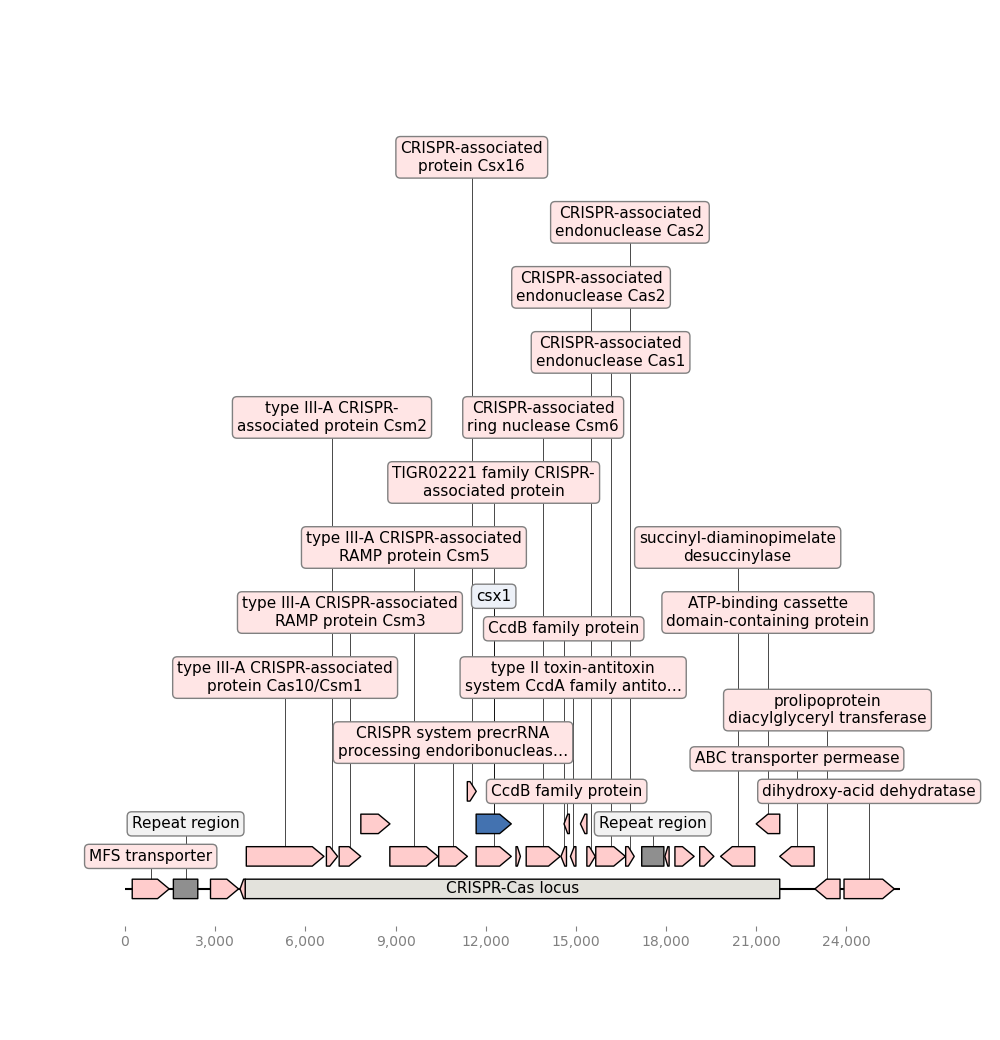 CRISPR-associated
protein Csx16
CRISPR-associated
endonuclease Cas2
CRISPR-associated
endonuclease Cas2
CRISPR-associated
endonuclease Cas1
type III-A CRISPR-
associated protein Csm2
CRISPR-associated
ring nuclease Csm6
TIGR02221 family CRISPR-
associated protein
type III-A CRISPR-associated
RAMP protein Csm5
succinyl-diaminopimelate
desuccinylase
csx1
type III-A CRISPR-associated
RAMP protein Csm3
ATP-binding cassette
domain-containing protein
CcdB family protein
type III-A CRISPR-associated
protein Cas10/Csm1
type II toxin-antitoxin
system CcdA family antito...
prolipoprotein
diacylglyceryl transferase
CRISPR system precrRNA
processing endoribonucleas...
ABC transporter permease
CcdB family protein
dihydroxy-acid dehydratase
Repeat region
Repeat region
MFS transporter
CRISPR-Cas locus
0
3,000
6,000
9,000
12,000
15,000
18,000
21,000
24,000